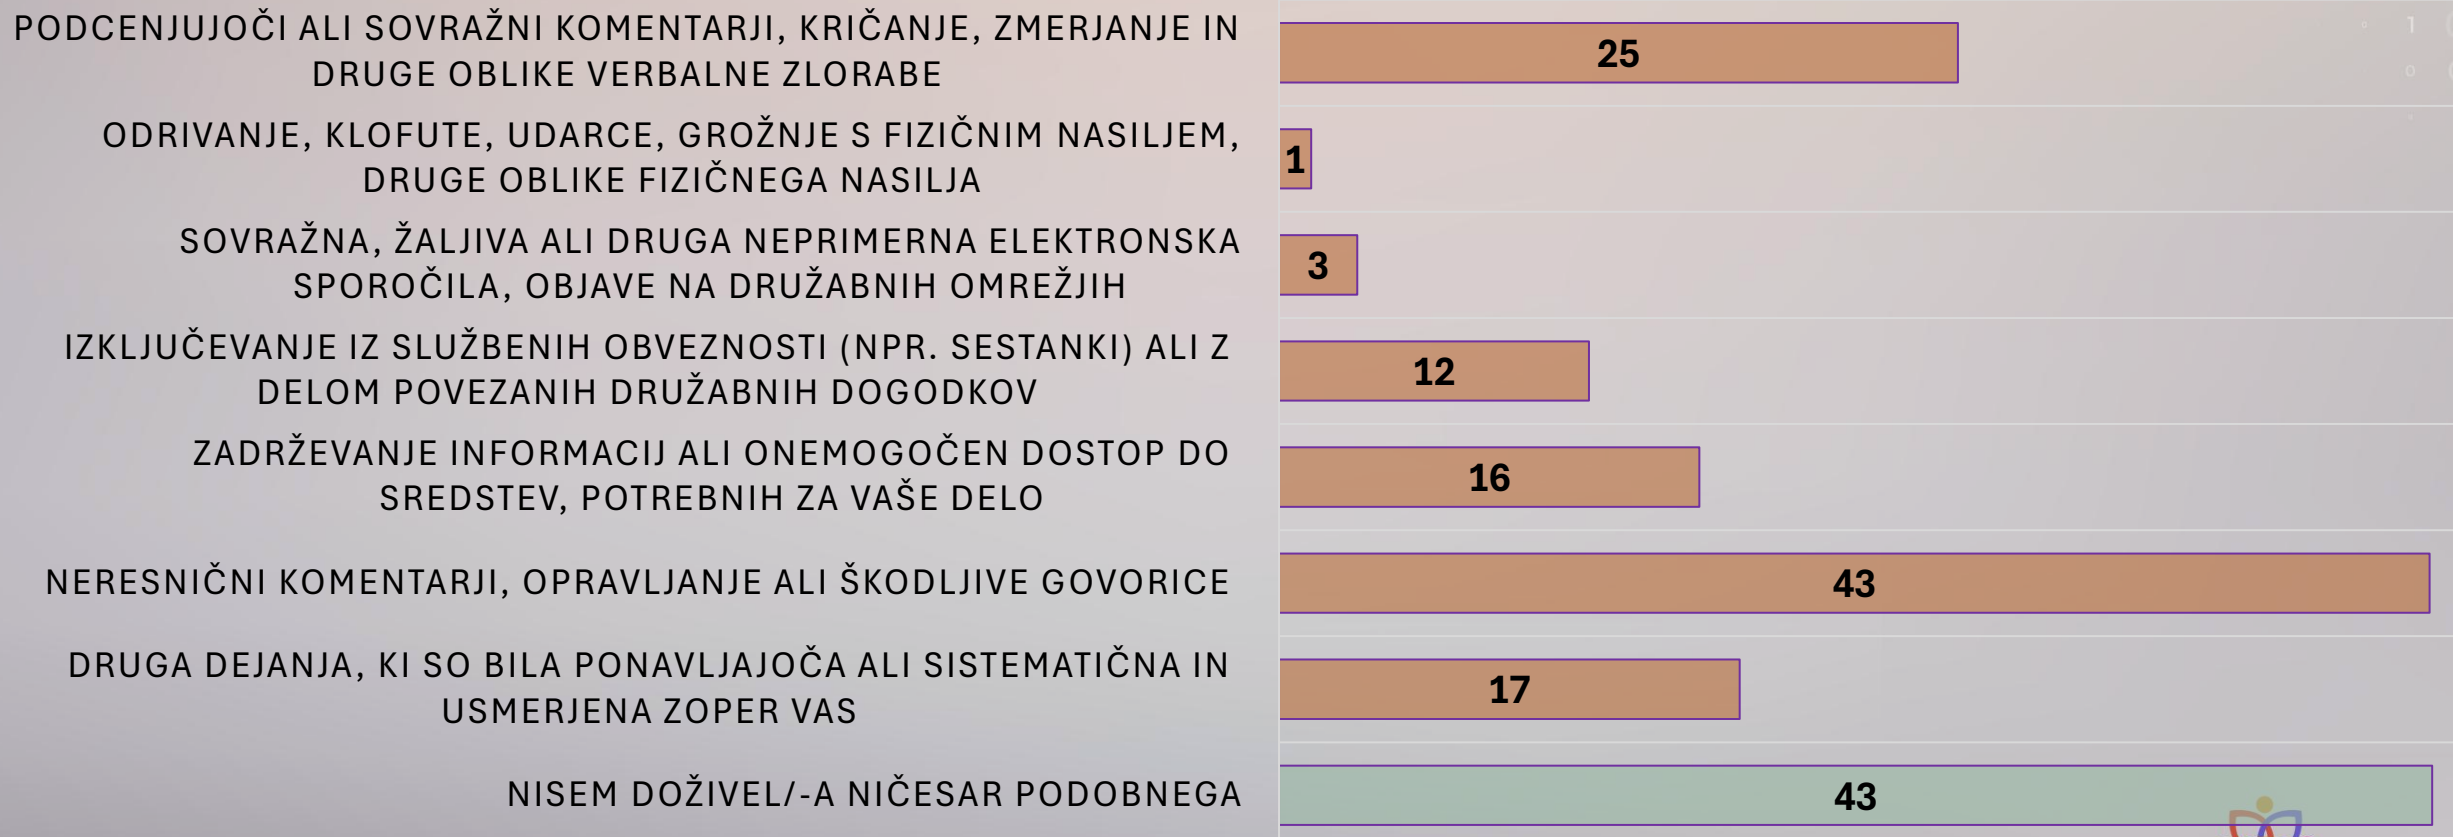 PODCENJUJOČI ALI SOVRAŽNI KOMENTARJI, KRIČANJE, ZMERJANJE IN
DRUGE OBLIKE VERBALNE ZLORABE
25
ODRIVANJE, KLOFUTE, UDARCE, GROŽNJE S FIZIČNIM NASILJEM,
DRUGE OBLIKE FIZIČNEGA NASILJA
1
SOVRAŽNA, ŽALJIVA ALI DRUGA NEPRIMERNA ELEKTRONSKA
SPOROČILA, OBJAVE NA DRUŽABNIH OMREŽJIH
3
IZKLJUČEVANJE IZ SLUŽBENIH OBVEZNOSTI (NPR. SESTANKI) ALI Z
DELOM POVEZANIH DRUŽABNIH DOGODKOV
12
ZADRŽEVANJE INFORMACIJ ALI ONEMOGOČEN DOSTOP DO
SREDSTEV, POTREBNIH ZA VAŠE DELO
16
NERESNIČNI KOMENTARJI, OPRAVLJANJE ALI ŠKODLJIVE GOVORICE
43
DRUGA DEJANJA, KI SO BILA PONAVLJAJOČA ALI SISTEMATIČNA IN
USMERJENA ZOPER VAS
17
NISEM DOŽIVEL/-A NIČESAR PODOBNEGA
43